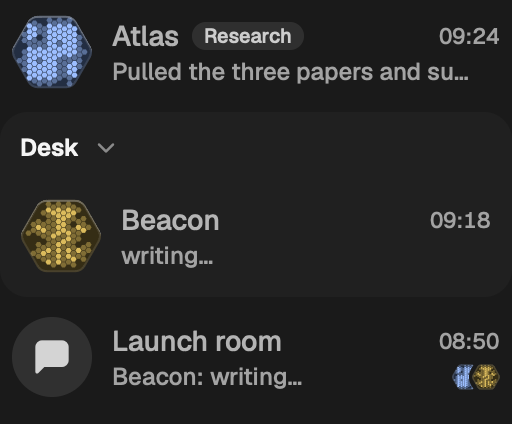 Atlas Research 09:24
Pulled the three papers and su...
Desk
Beacon 09:18
writing...
Launch room 08:50
Beacon: writing...